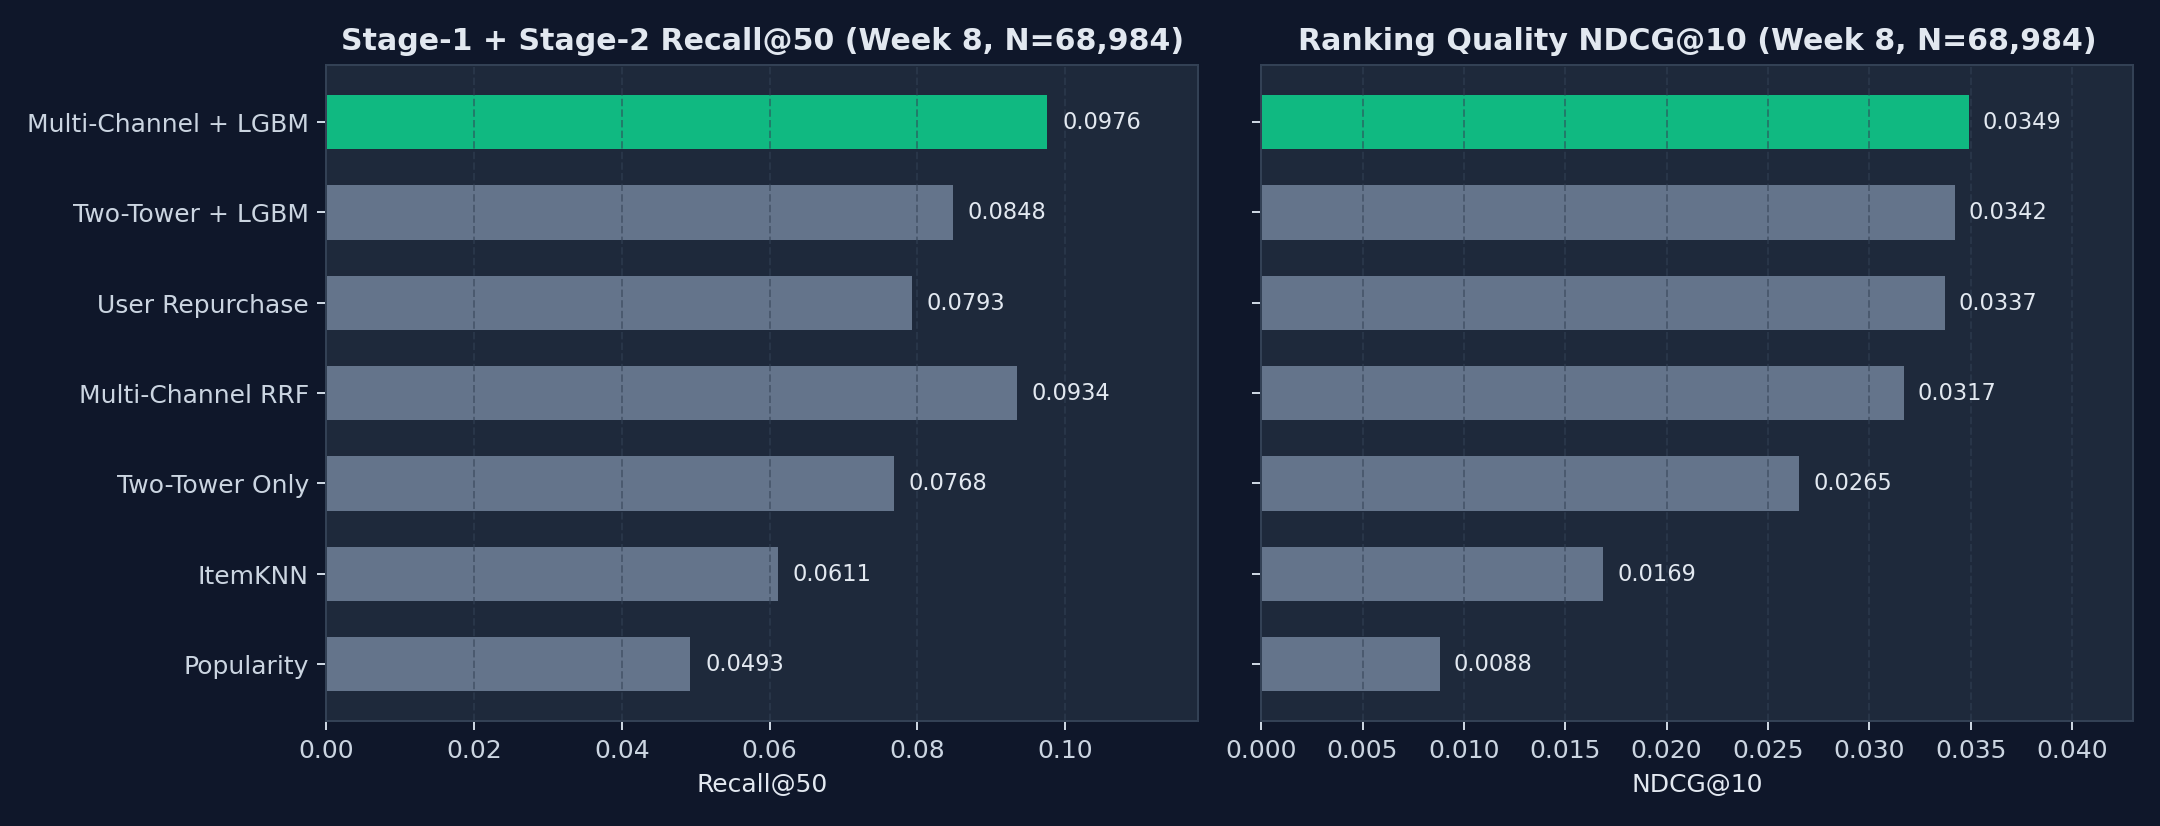 Stage-1 + Stage-2 Recall@50 (Week 8, N=68,984)
Multi-Channel + LGBM
0.0976
Two-Tower + LGBM
0.0848
User Repurchase
0.0793
Multi-Channel RRF
0.0934
Two-Tower Only
0.0768
ItemKNN
0.0611
Popularity
0.0493
0.00 0.02 0.04 0.06 0.08 0.10
Recall@50
Ranking Quality NDCG@10 (Week 8, N=68,984)
0.0349
0.0342
0.0337
0.0317
0.0265
0.0169
0.0088
0.000 0.005 0.010 0.015 0.020 0.025 0.030 0.035 0.040
NDCG@10